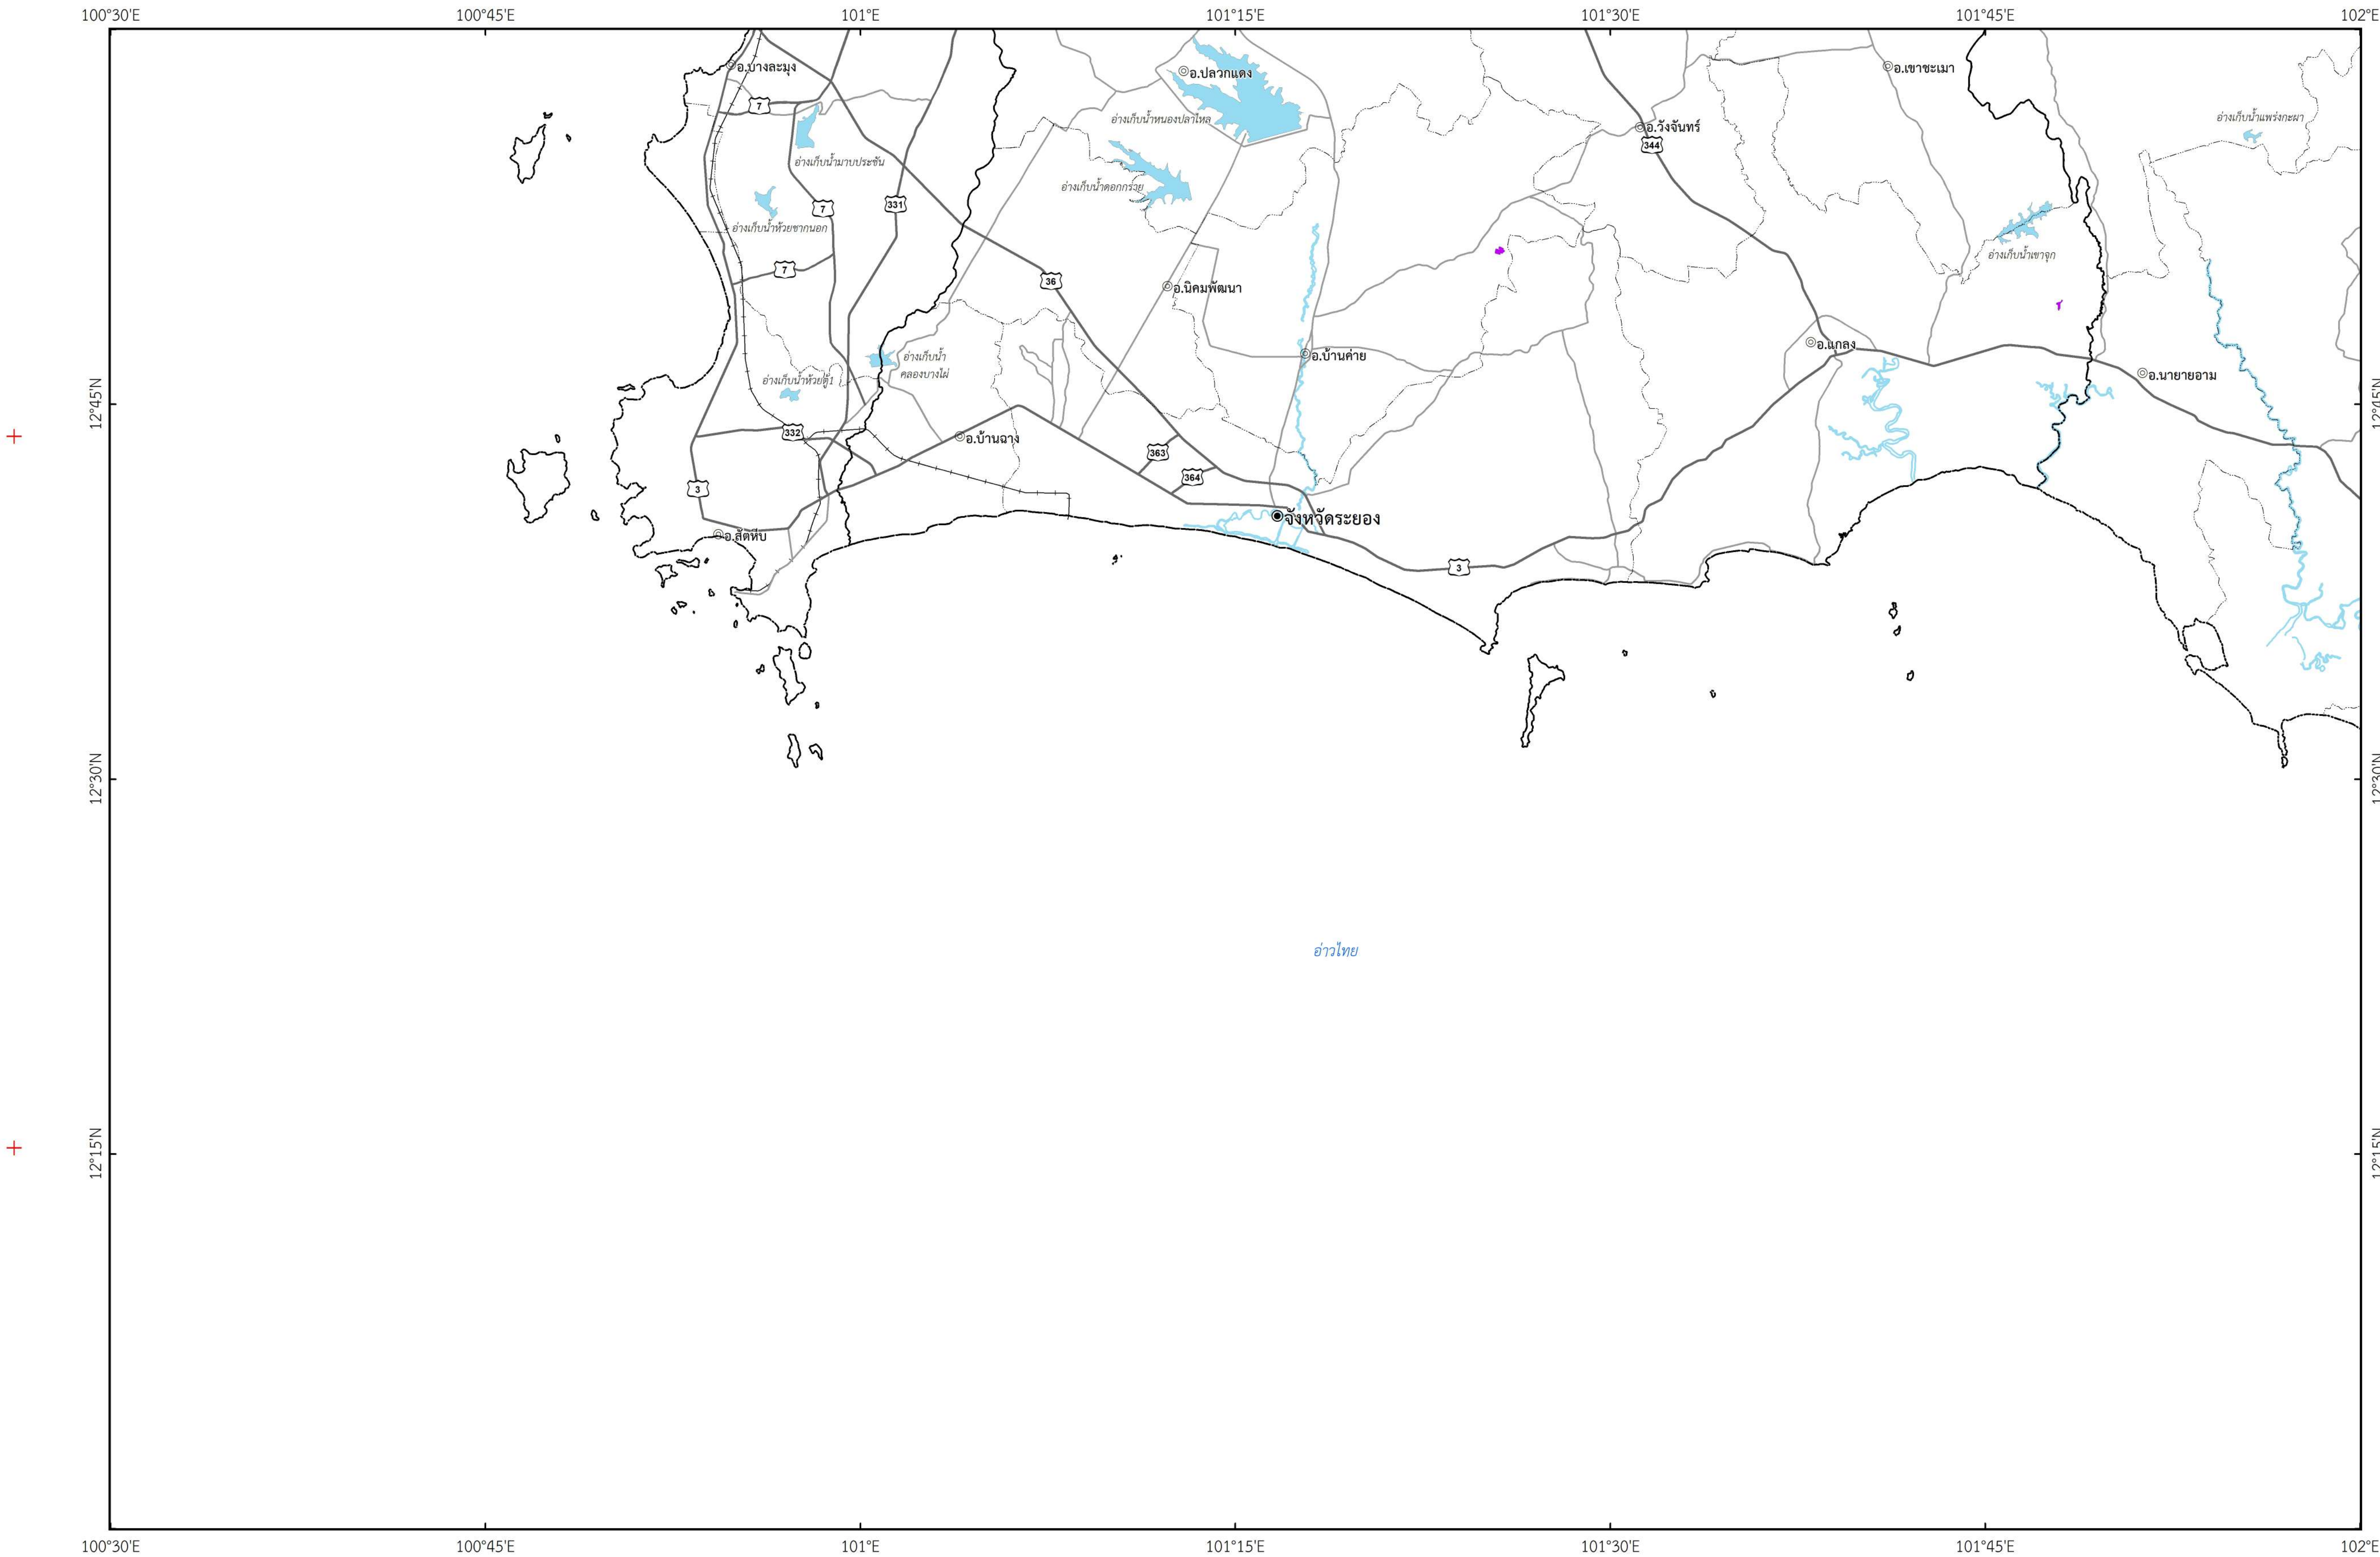 100°30'E 100°45'E 101°E 101°15'E 101°30'E 101°45'E 102°E
อ.บางละมุง
อ.ปลวกแดง
อ.เขาชะเมา
7
อ่างเก็บน้ำหนองปลาไหล
อ่างเก็บน้ำแพร่งกะผา
อ.วังจันทร์
344
อ่างเก็บน้ำมาบประชัน
อ่างเก็บน้ำดอกกราย
331
7
อ่างเก็บน้ำห้วยซากนอก
อ่างเก็บน้ำเขาจุก
7
36
อ.นิคมพัฒนา
อ.แกลง
อ่างเก็บน้ำ
คลองบางไผ่
อ.บ้านค่าย
อ.นายายอาม
อ่างเก็บน้ำห้วยตู้1
12°45'N
12°45'N
332
อ.บ้านฉาง
363
364
3
จังหวัดระยอง
อ.สัตหีบ
3
12°30'N
12°30'N
อ่าวไทย
12°15'N
12°15'N
100°30'E 100°45'E 101°E 101°15'E 101°30'E 101°45'E 102°E